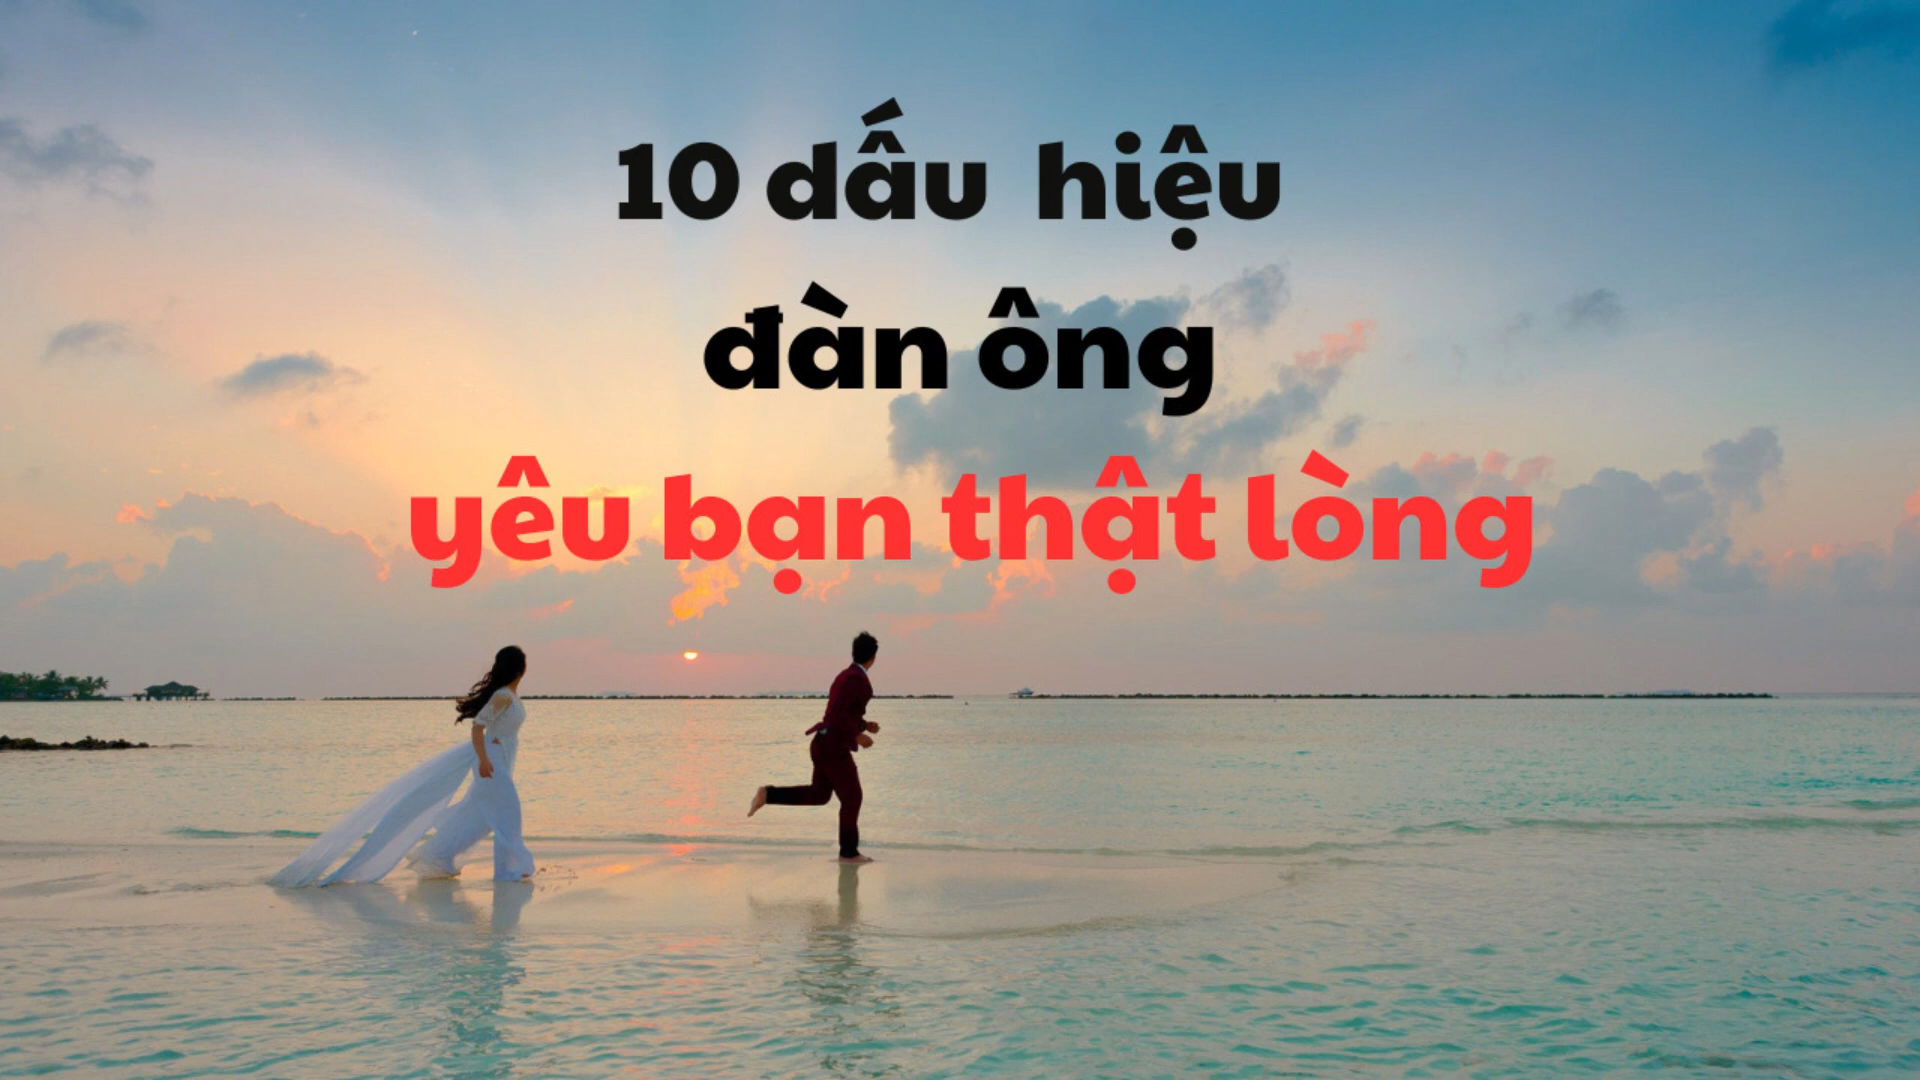 10 dấu hiệu
đàn ông
yêu bạn thật lòng